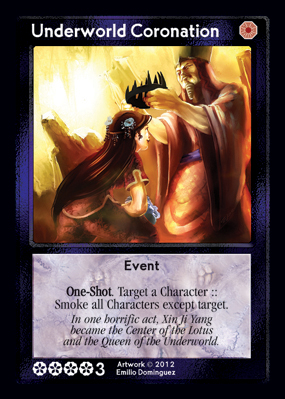 Underworld Coronation
Event
One-Shot. Target a Character ::
Smoke all Characters except target.
In one horrific act, Xin Ji Yang
became the Center of the Lotus
and the Queen of the Underworld.
3
Artwork © 2012
Emilio Dominguez